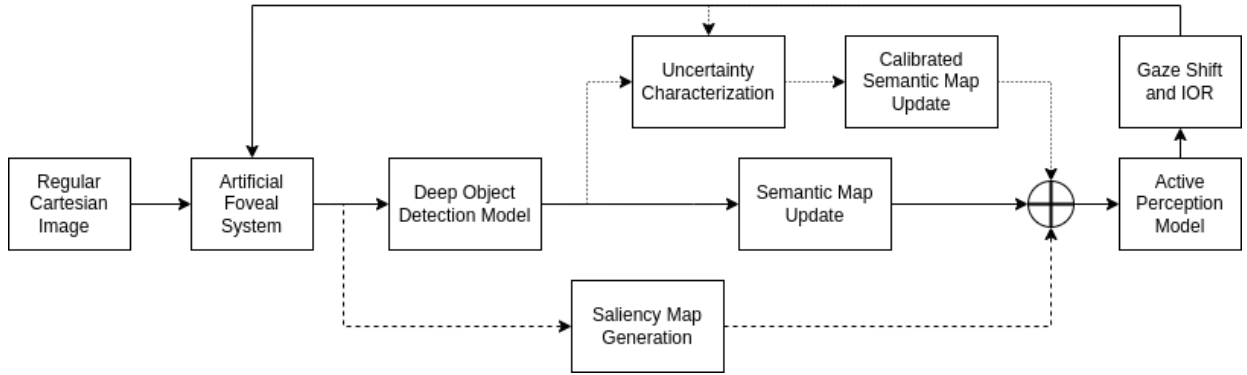 Uncertainty
Characterization
Calibrated
Semantic Map
Update
Gaze Shift
and IOR
Regular
Cartesian
Image
Artificial
Foveal
System
Deep Object
Detection Model
Semantic Map
Update
Active
Perception
Model
Saliency Map
Generation